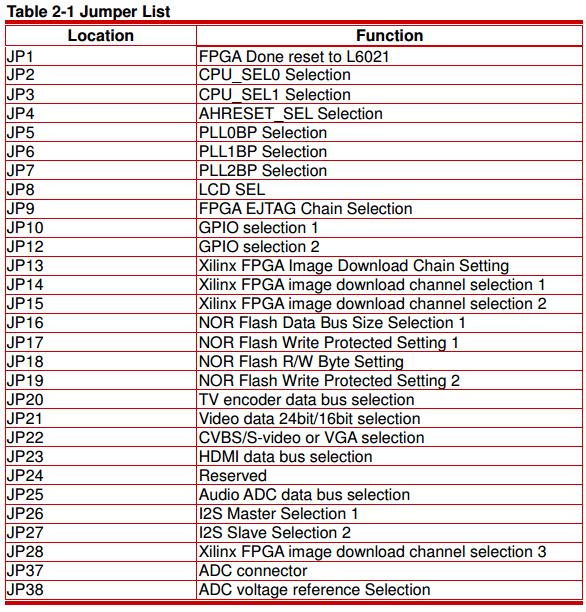 Table 2-1 Jumper List
Location Function
JP1 FPGA Done reset to L6021
JP2 CPU_SEL0 Selection
JP3 CPU_SEL1 Selection
JP4 AHRESET_SEL Selection
JP5 PLL0BP Selection
JP6 PLL1BP Selection
JP7 PLL2BP Selection
JP8 LCD SEL
JP9 FPGA EJTAG Chain Selection
JP10 GPIO selection 1
JP12 GPIO selection 2
JP13 Xilinx FPGA Image Download Chain Setting
JP14 Xilinx FPGA image download channel selection 1
JP15 Xilinx FPGA image download channel selection 2
JP16 NOR Flash Data Bus Size Selection 1
JP17 NOR Flash Write Protected Setting 1
JP18 NOR Flash R/W Byte Setting
JP19 NOR Flash Write Protected Setting 2
JP20 TV encoder data bus selection
JP21 Video data 24bit/16bit selection
JP22 CVBS/S-video or VGA selection
JP23 HDMI data bus selection
JP24 Reserved
JP25 Audio ADC data bus selection
JP26 I2S Master Selection 1
JP27 I2S Slave Selection 2
JP28 Xilinx FPGA image download channel selection 3
JP37 ADC connector
JP38 ADC voltage reference Selection